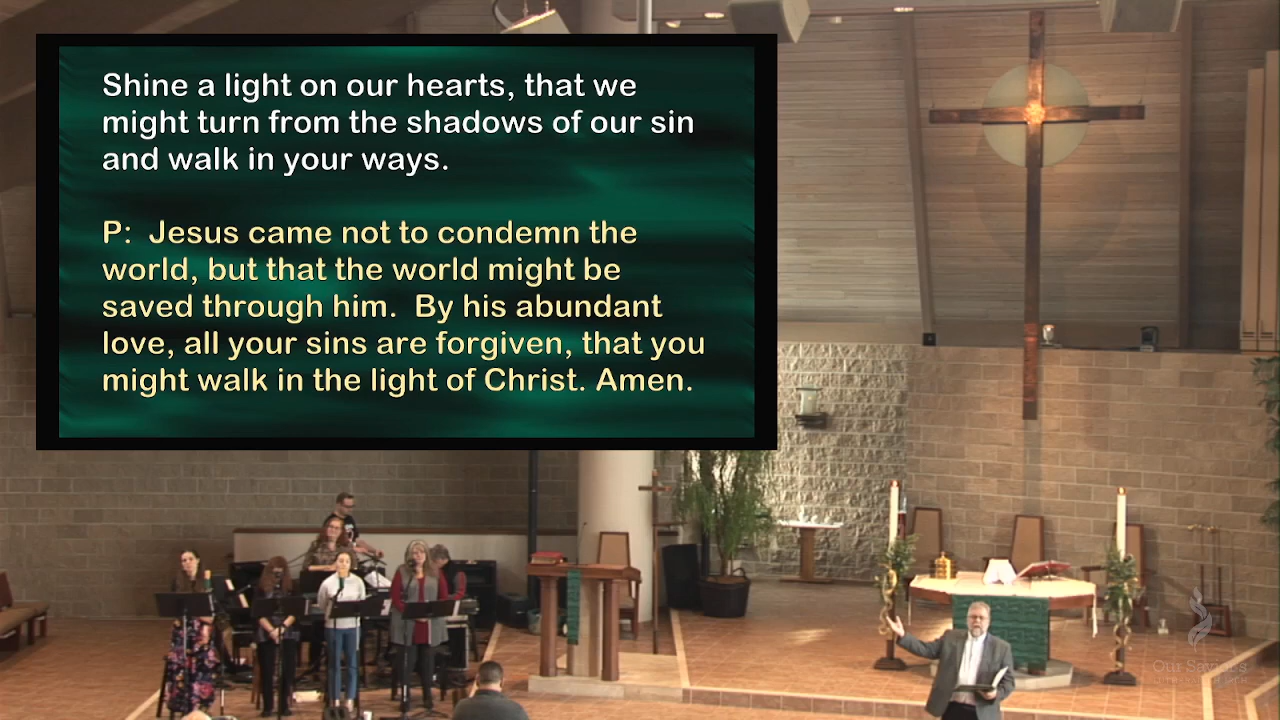 Shine a light on our hearts, that we
might turn from the shadows of our sin
and walk in your ways.
P: Jesus came not to condemn the
world, but that the world might be
saved through him. By his abundant
love, all your sins are forgiven, that you
might walk in the light of Christ. Amen.
Our Savior's